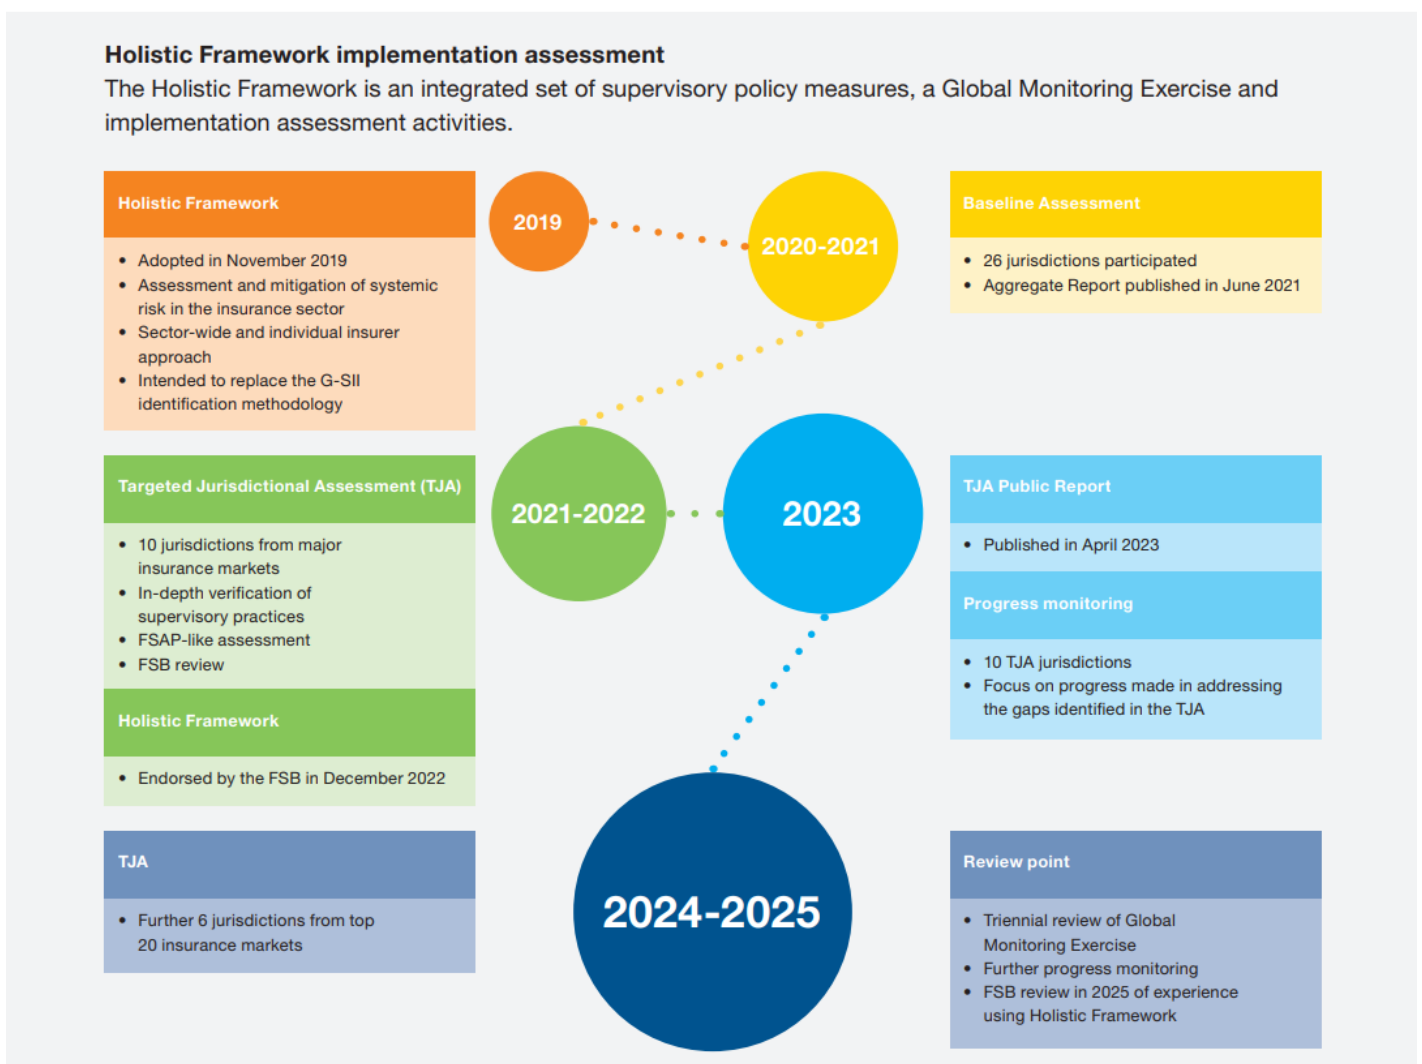 Holistic Framework implementation assessment
The Holistic Framework is an integrated set of supervisory policy measures, a Global Monitoring Exercise and
implementation assessment activities.
Holistic Framework
• Adopted in November 2019
• Assessment and mitigation of systemic
risk in the insurance sector
• Sector-wide and individual insurer
approach
• Intended to replace the G-SII
identification methodology
2019
2020-2021
Baseline Assessment
• 26 jurisdictions participated
• Aggregate Report published in June 2021
Targeted Jurisdictional Assessment (TJA)
• 10 jurisdictions from major
insurance markets
• In-depth verification of
supervisory practices
• FSAP-like assessment
• FSB review
Holistic Framework
• Endorsed by the FSB in December 2022
2021-2022
2023
TJA Public Report
• Published in April 2023
Progress monitoring
• 10 TJA jurisdictions
• Focus on progress made in addressing
the gaps identified in the TJA
TJA
• Further 6 jurisdictions from top
20 insurance markets
2024-2025
Review point
• Triennial review of Global
Monitoring Exercise
• Further progress monitoring
• FSB review in 2025 of experience
using Holistic Framework